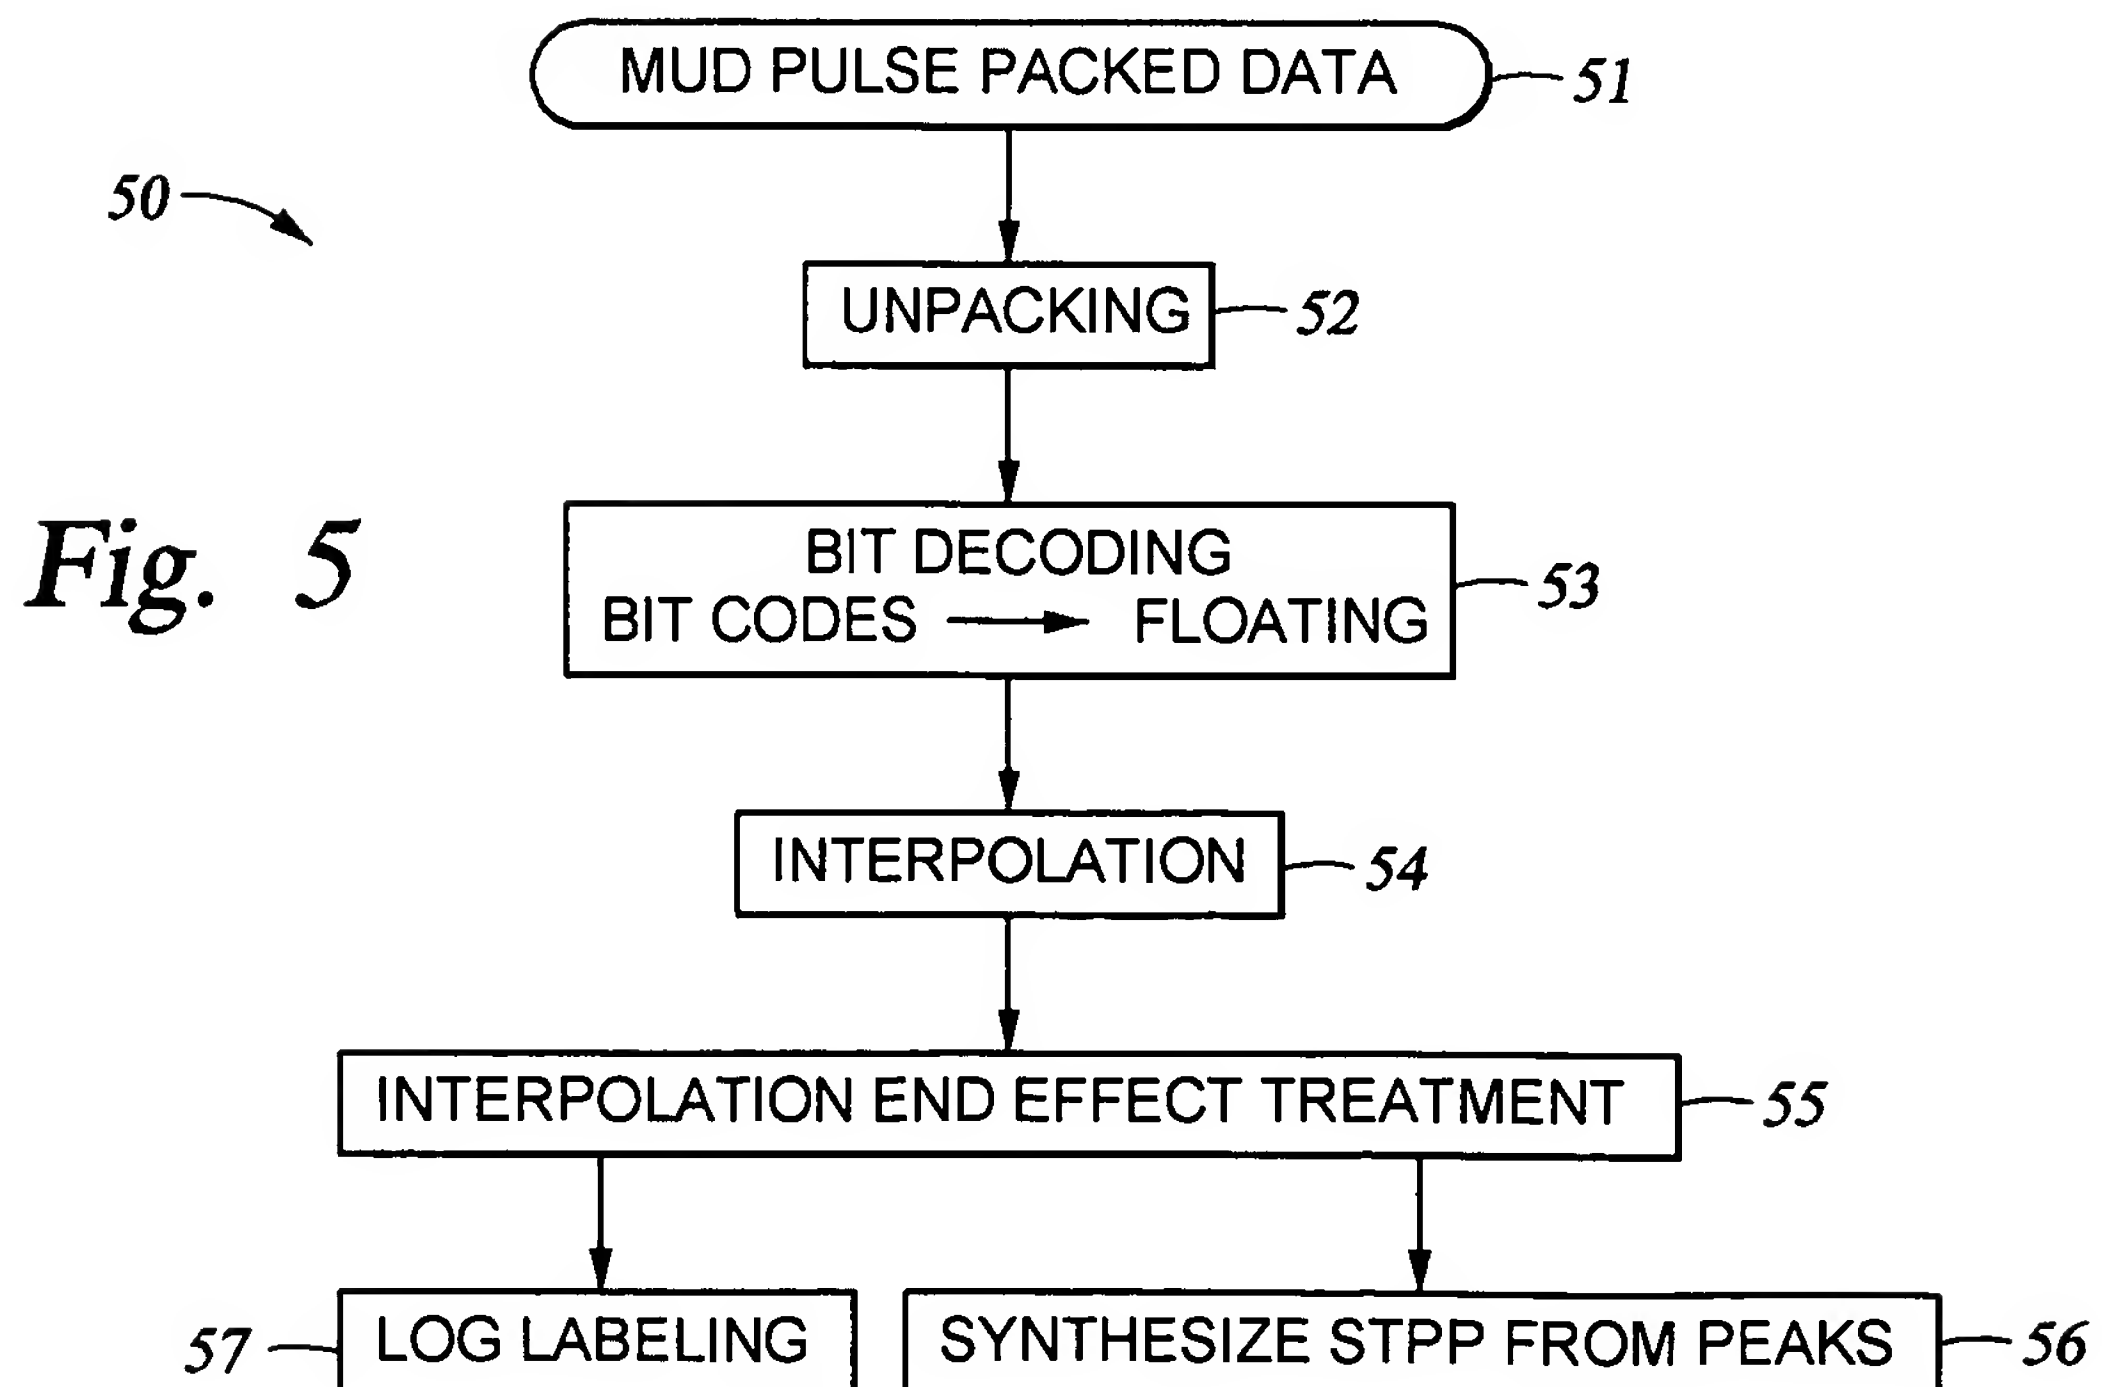 MUD PULSE PACKED DATA
51
50
UNPACKING
52
Fig. 5
BIT DECODING
BIT CODES → FLOATING
53
INTERPOLATION
54
INTERPOLATION END EFFECT TREATMENT
55
57
LOG LABELING
SYNTHESIZE STPP FROM PEAKS
56